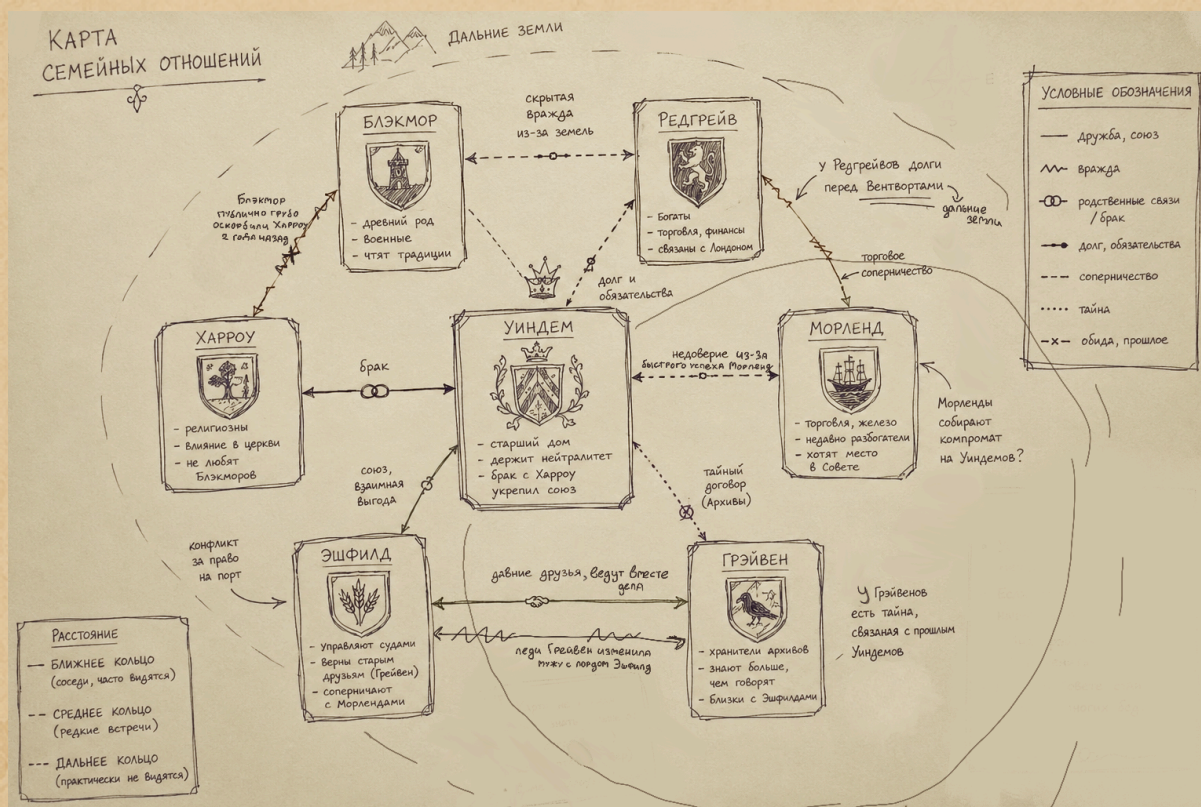 КАРТА
СЕМЕЙНЫХ ОТНОШЕНИЙ
ДАЛЬНИЕ ЗЕМЛИ
БЛЭКМОР
- древний род
- военные
- чтят традиции
скрытая
вражда
из-за земель
РЕДГРЕЙВ
- Богаты
- торговля, финансы
- связаны с Лондоном
у Редгрейвов долги
перед Вентвортами
дальние
земли
торговое
соперничество
Блэкмор
публично грубо
оскорбили Харроу
2 года назад
долг и
обязательства
ХАРРОУ
- религиозны
- влияние в церкви
- не любят
Блэкморов
брак
УИНДЕМ
- старший дом
- держит нейтралитет
- брак с Харроу
укрепил союз
недоверие из-за
быстрого успеха Морленд
МОРЛЕНД
- торговля, железо
- недавно разбогатели
- хотят место
в Совете
Морленды
собирают
компромат
на Уиндемов?
союз,
взаимная
выгода
тайный
договор
(Архивы)
конфликт
за право
на порт
ЭШФИЛД
- Управляют судами
- верны старым
друзьям (Грейвен)
- соперничают
с Морлендами
давние друзья, ведут вместе
дела
леди Грейвен изменила
мужу с лордом Эшфилд
ГРЭЙВЕН
- хранители архивов
- знают больше,
чем говорят
- Близки с Эшфилдами
У Грэйвенов
есть тайна,
связаная с прошлым
Уиндемов
УСЛОВНЫЕ ОБОЗНАЧЕНИЯ
дружба, союз
вражда
родственные связи
/ брак
долг, обязательства
соперничество
тайна
обида, прошлое
РАССТОЯНИЕ
БЛИЖНЕЕ КОЛЬЦО
(соседи, часто видятся)
СРЕДНЕЕ КОЛЬЦО
(редкие встречи)
ДАЛЬНЕЕ КОЛЬЦО
(практически не видятся)